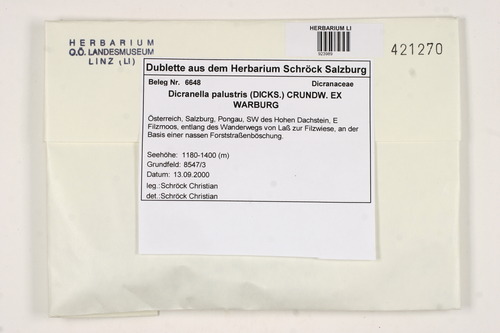 HERBARIUM
O.Ö. LANDESMUSEUM
LINZ (LI)
HERBARIUM LI
421270
Dublette aus dem Herbarium Schröck Salzburg
Beleg Nr. 6648 Dicranaceae
Dicranella palustris (DICKS.) CRUNDW. EX
WARBURG
Österreich, Salzburg, Pongau, SW des Hohen Dachstein, E
Filzmoos, entlang des Wanderwegs von Laß zur Filzwiese, an der
Basis einer nassen Forststraßenböschung.
Seehöhe: 1180-1400 (m)
Grundfeld: 8547/3
Datum: 13.09.2000
leg.:Schröck Christian
det.:Schröck Christian